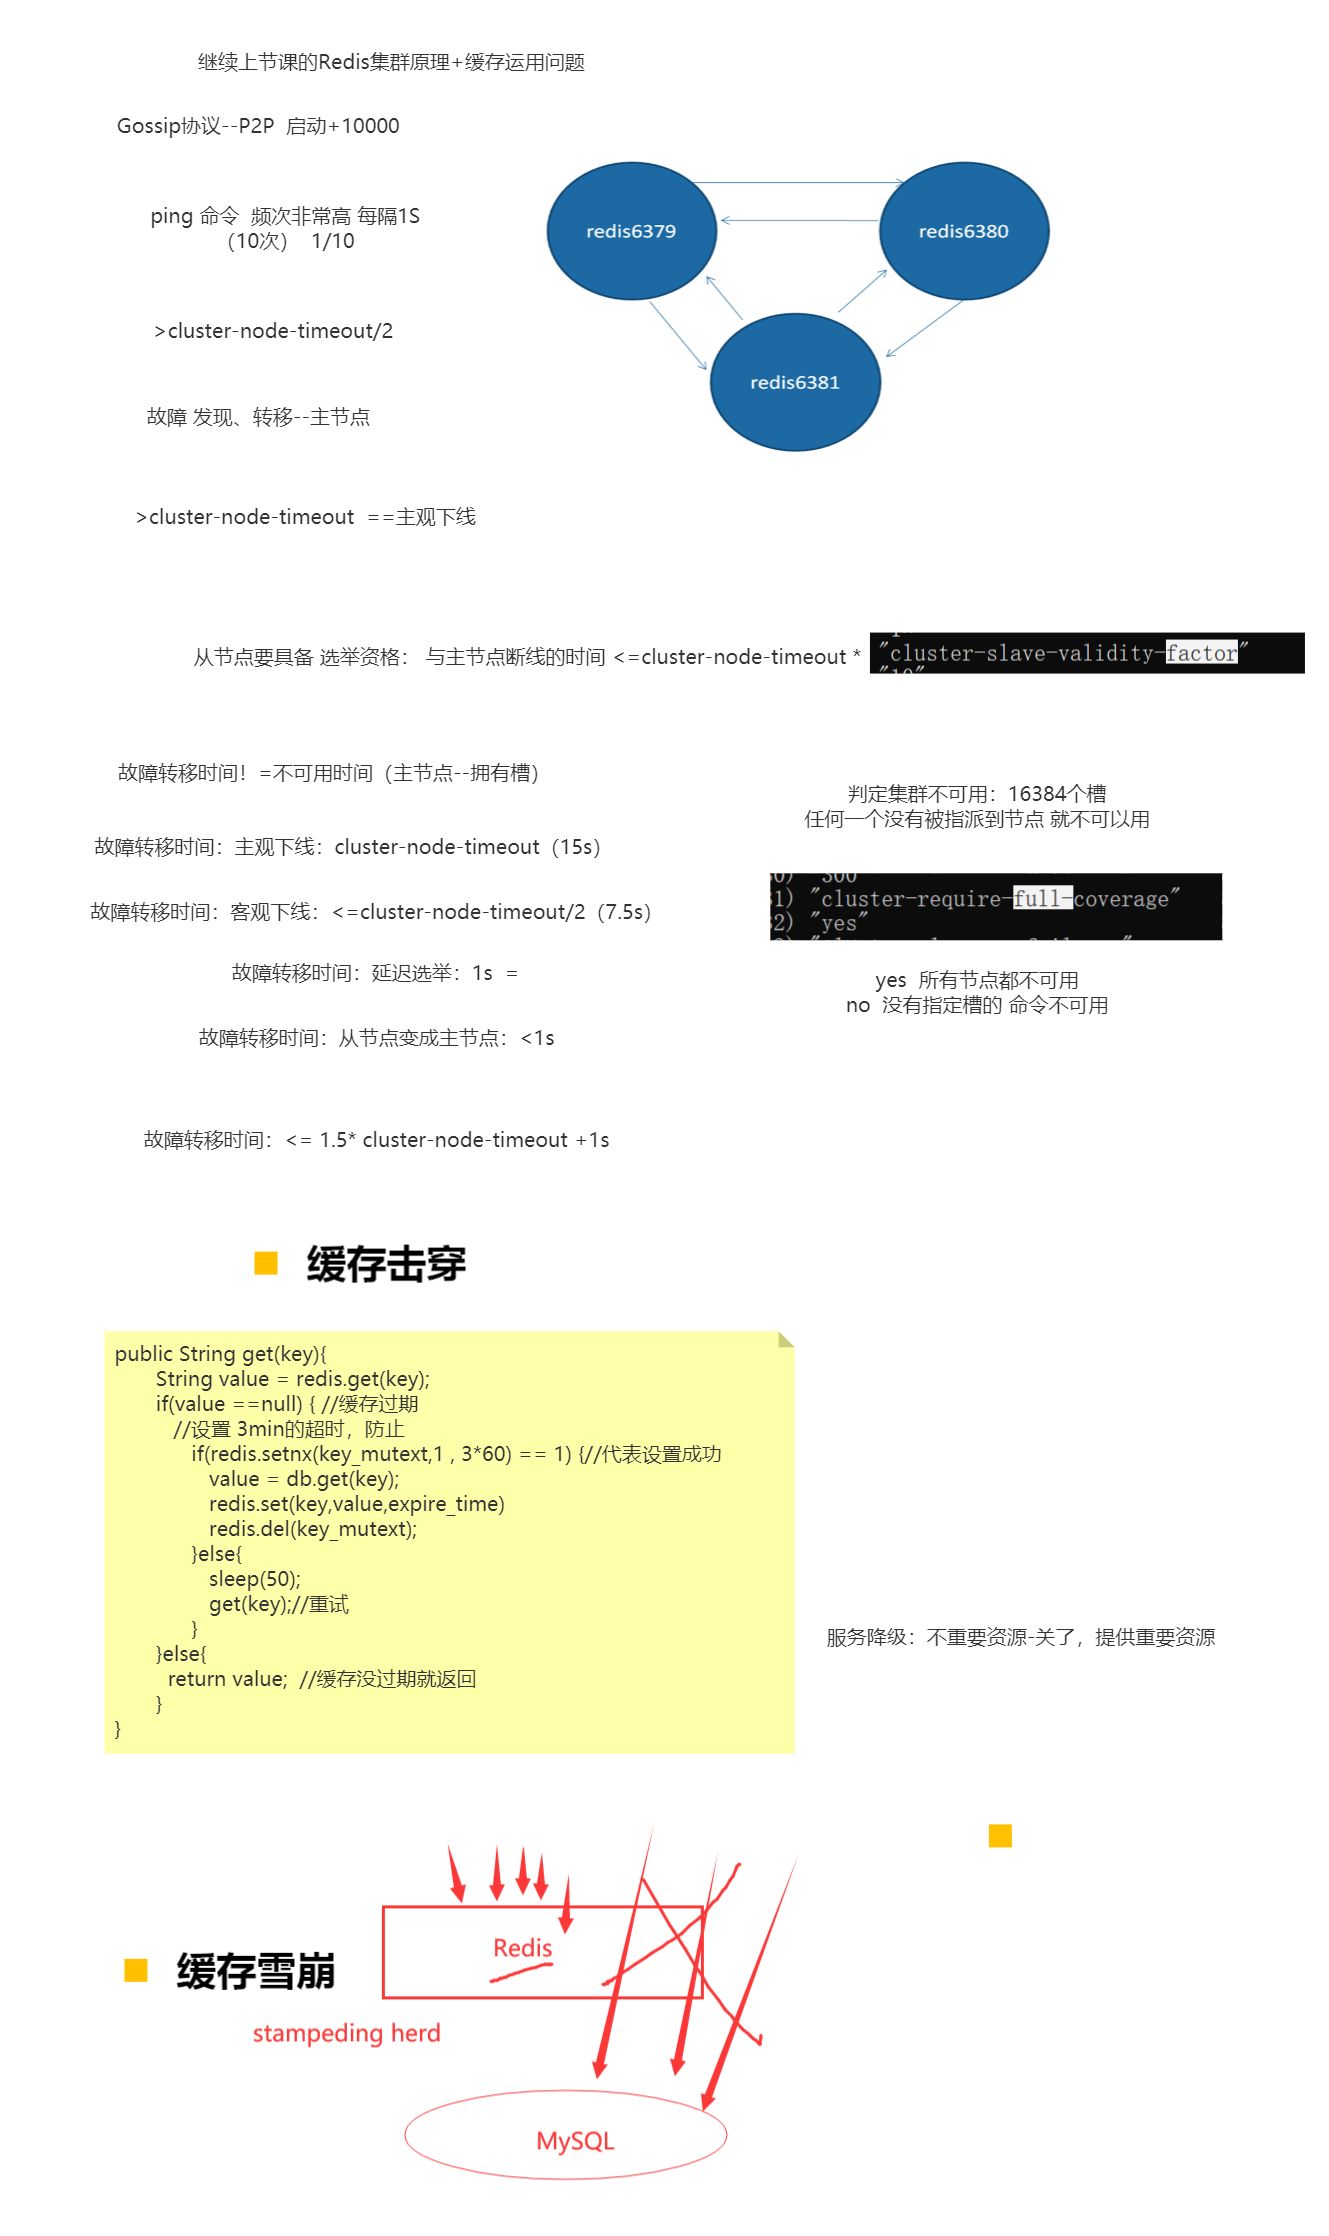 继续上节课的Redis集群原理+缓存运用问题
Gossip协议--P2P  启动+10000
ping 命令  频次非常高 每隔1S
（10次）  1/10
>cluster-node-timeout/2
故障 发现、转移--主节点
redis6379
redis6380
redis6381
>cluster-node-timeout  ==主观下线
从节点要具备 选举资格：  与主节点断线的时间 <=cluster-node-timeout *
"cluster-slave-validity-factor"
"10"
故障转移时间！=不可用时间（主节点--拥有槽）
判定集群不可用：16384个槽
任何一个没有被指派到节点 就不可以用
故障转移时间：主观下线：cluster-node-timeout（15s）
故障转移时间：客观下线：<=cluster-node-timeout/2（7.5s）
300
1) "cluster-require-full-coverage"
2) "yes"
故障转移时间：延迟选举：1s  =
yes  所有节点都不可用
no  没有指定槽的 命令不可用
故障转移时间：从节点变成主节点：<1s
故障转移时间：<= 1.5* cluster-node-timeout +1s
缓存击穿
public String get(key){
String value = redis.get(key);
if(value ==null) { //缓存过期
//设置 3min的超时，防止
if(redis.setnx(key_mutext,1 , 3*60) == 1) {//代表设置成功
value = db.get(key);
redis.set(key,value,expire_time)
redis.del(key_mutext);
}else{
sleep(50);
get(key);//重试
}
}else{
return value;  //缓存没过期就返回
}
}
服务降级：不重要资源-关了，提供重要资源
缓存雪崩
Redis
stampeding herd
MySQL